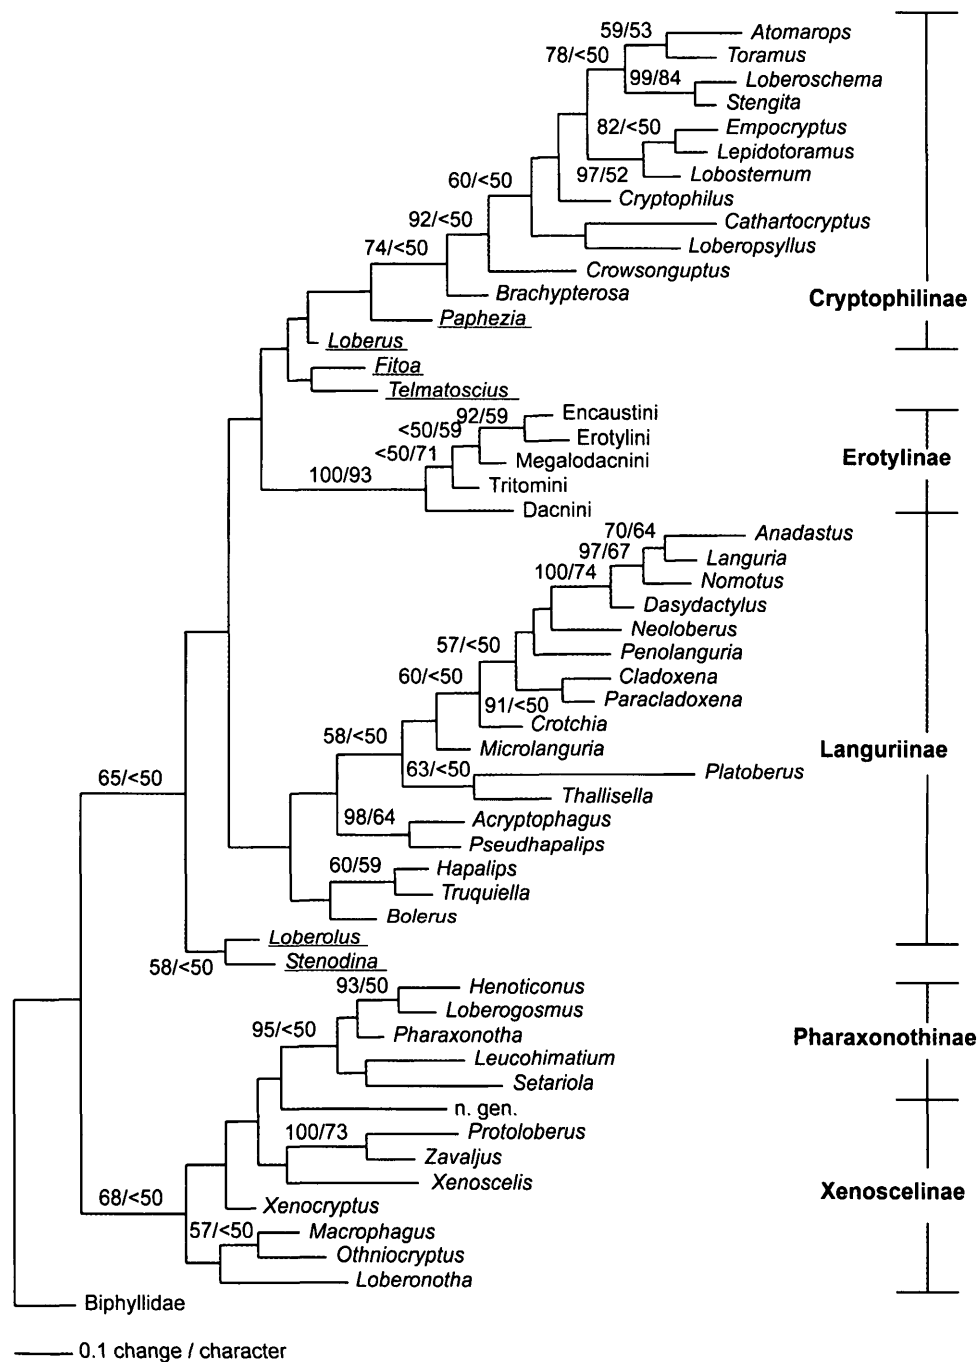 59/53
Atomarops
Toramus
78/<50
99/84
Loberoschema
Stengita
82/<50
Empocryptus
Lepidotoramus
97/52
Lobosternum
60/<50
Cryptophilus
92/<50
Cathartocryptus
Loberopsyllus
74/<50
Crowsonguptus
Brachypterosa
Cryptophilinae
Paphezia
Loberus
Fitoa
Telmatoscius
92/59
Encaustini
<50/59
Erotylini
<50/71
Megalodacnini
Erotylinae
100/93
Tritomini
Dacnini
70/64
Anadastus
97/67
Languria
100/74
Nomotus
Dasydactylus
Neoloberus
57/<50
Penolanguria
60/<50
Cladoxena
91/<50
Paracladoxena
Crotchia
58/<50
Microlanguria
Languriinae
63/<50
Platoberus
65/<50
Thallisella
98/64
Acryptophagus
Pseudhapalips
60/59
Hapalips
Truquiella
Bolerus
Loberolus
58/<50
Stenodina
93/50
Henoticonus
Loberogosmus
95/<50
Pharaxonotha
Pharaxonothinae
Leucohimatium
Setariola
n. gen.
100/73
Protoloberus
Zavaljus
Xenoscelis
Xenoscelinae
68/<50
Xenocryptus
57/<50
Macrophagus
Othniocryptus
Loberonotha
Biphyllidae
0.1 change / character